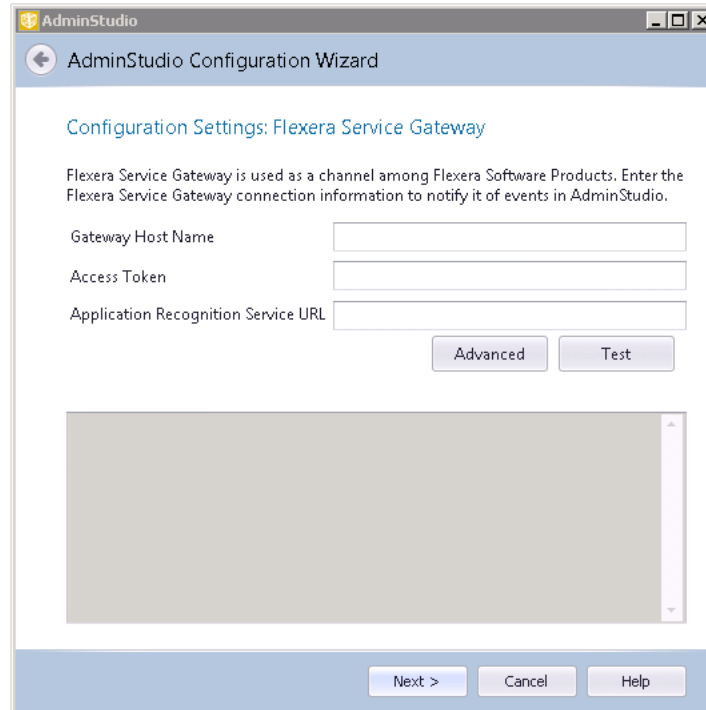 AdminStudio
AdminStudio Configuration Wizard
Configuration Settings: Flexera Service Gateway
Flexera Service Gateway is used as a channel among Flexera Software Products. Enter the
Flexera Service Gateway connection information to notify it of events in AdminStudio.
Gateway Host Name
Access Token
Application Recognition Service URL
Advanced Test
Next > Cancel Help